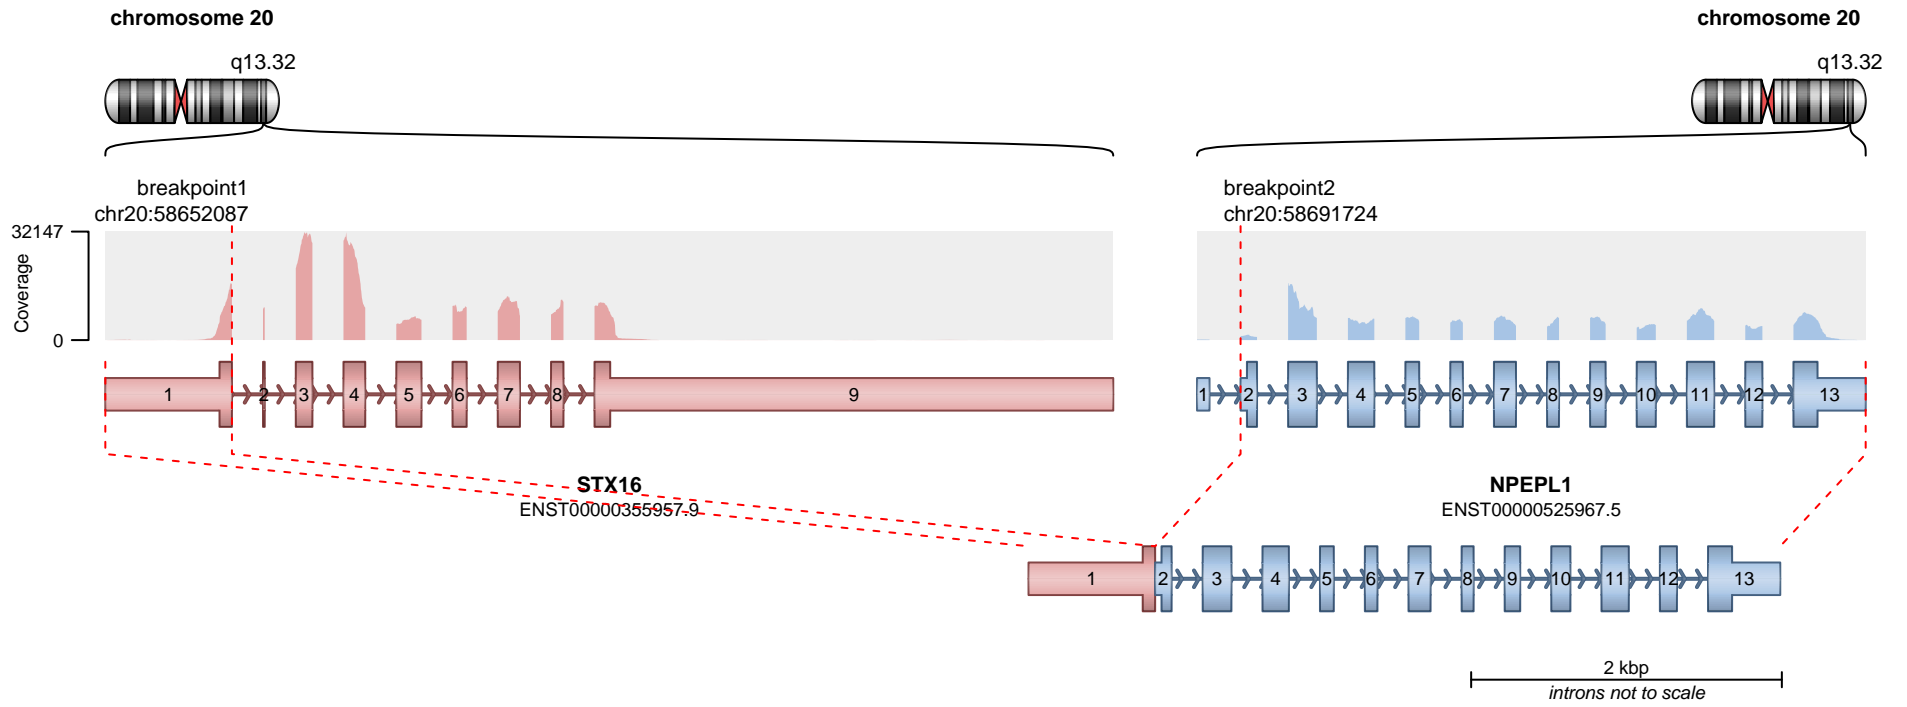 chromosome 20
chromosome 20
q13.32
q13.32
breakpoint1
chr20:58652087
breakpoint2
chr20:58691724
32147
Coverage
0
1 2 3 4 5 6 7 8 9
1 2 3 4 5 6 7 8 9 10 11 12 13
STX16
ENST00000355957.9
NPEPL1
ENST00000525967.5
1 2 3 4 5 6 7 8 9 10 11 12 13
2 kbp
introns not to scale